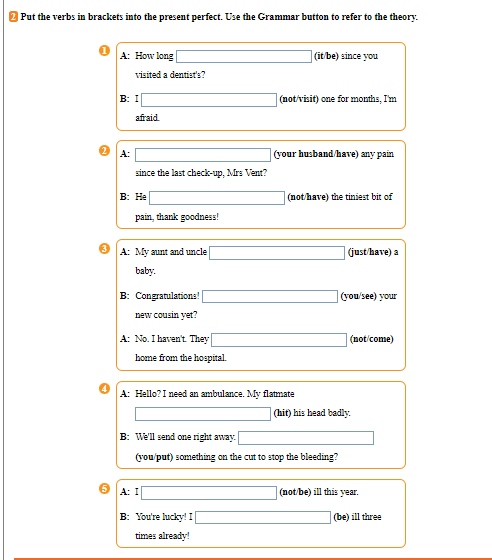 2 Put the verbs in brackets into the present perfect. Use the Grammar button to refer to the theory.
1 A: How long (it/be) since you
visited a dentist's?
B: I (not/visit) one for months, I'm
afraid.
2 A: (your husband/have) any pain
since the last check-up, Mrs Vent?
B: He (not/have) the tiniest bit of
pain, thank goodness!
3 A: My aunt and uncle (just/have) a
baby.
B: Congratulations! (you/see) your
new cousin yet?
A: No. I haven't. They (not/come)
home from the hospital.
4 A: Hello? I need an ambulance. My flatmate
(hit) his head badly.
B: We'll send one right away.
(you/put) something on the cut to stop the bleeding?
5 A: I (not/be) ill this year.
B: You're lucky! I (be) ill three
times already!